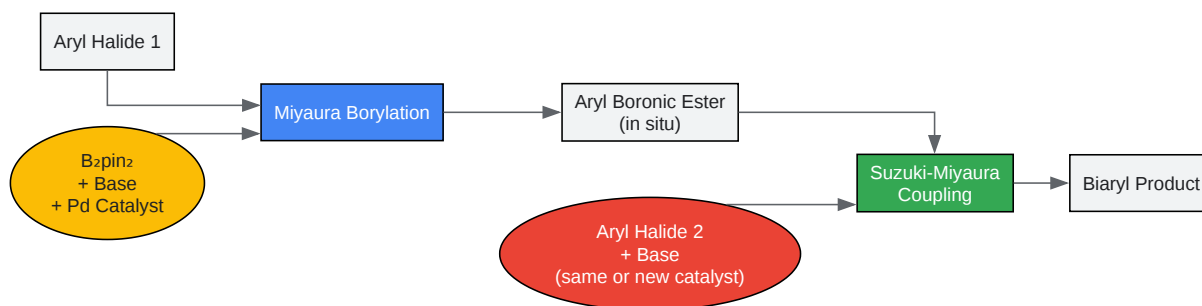 Aryl Halide 1
B₂pin₂
+ Base
+ Pd Catalyst
Miyaura Borylation
Aryl Boronic Ester
(in situ)
Aryl Halide 2
+ Base
(same or new catalyst)
Suzuki-Miyaura
Coupling
Biaryl Product